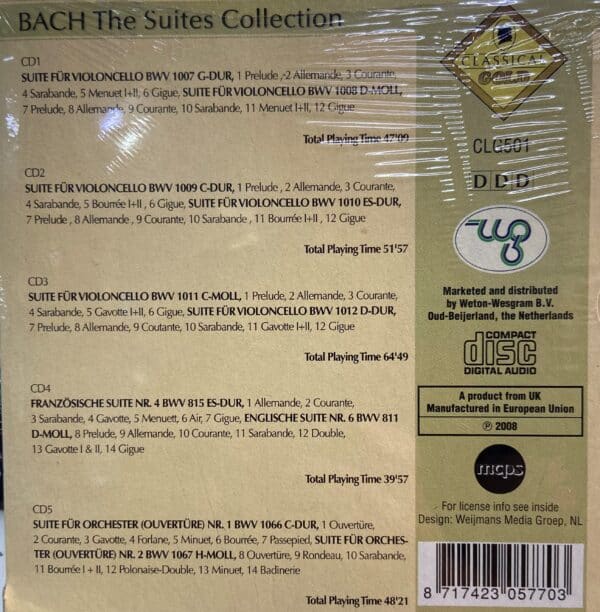 BACH The Suites Collection
CD1
SUITE FÜR VIOLONCELLO BWV 1007 G-DUR, 1 Prelude ,-2 Allemande, 3 Courante,
4 Sarabande, 5 Menuet I+II, 6 Gigue, SUITE FÜR VIOLONCELLO BWV 1008 D-MOLL,
7 Prelude, 8 Allemande, 9 Courante, 10 Sarabande, 11 Menuet I+II, 12 Gigue
Total Playing Time 47'09
CD2
SUITE FÜR VIOLONCELLO BWV 1009 C-DUR, 1 Prelude , 2 Allemande, 3 Courante,
4 Sarabande, 5 Bourrée I+II , 6 Gigue, SUITE FÜR VIOLONCELLO BWV 1010 ES-DUR,
7 Prelude , 8 Allemande , 9 Courante , 10 Sarabande , 11 Bourrée I+II , 12 Gigue
Total Playing Time 51'57
CD3
SUITE FÜR VIOLONCELLO BWV 1011 C-MOLL, 1 Prelude, 2 Allemande, 3 Courante,
4 Sarabande, 5 Gavotte I+II, 6 Gigue, SUITE FÜR VIOLONCELLO BWV 1012 D-DUR,
7 Prelude, 8 Allemande, 9 Coutante, 10 Sarabande, 11 Gavotte I+II, 12 Gigue
Total Playing Time 64'49
CD4
FRANZÖSISCHE SUITE NR. 4 BWV 815 ES-DUR, 1 Allemande, 2 Courante,
3 Sarabande, 4 Gavotte, 5 Menuett, 6 Air, 7 Gigue, ENGLISCHE SUITE NR. 6 BWV 811
D-MOLL, 8 Prelude, 9 Allemande, 10 Courante, 11 Sarabande, 12 Double,
13 Gavotte I & II, 14 Gigue
Total Playing Time 39'57
CD5
SUITE FÜR ORCHESTER (OUVERTÜRE) NR. 1 BWV 1066 C-DUR, 1 Ouvertüre,
2 Courante, 3 Gavotte, 4 Forlane, 5 Minuet, 6 Bourrée, 7 Passepied, SUITE FÜR ORCHES-
TER (OUVERTÜRE) NR. 2 BWV 1067 H-MOLL, 8 Ouvertüre, 9 Rondeau, 10 Sarabande,
11 Bourrée I + II, 12 Polonaise-Double, 13 Minuet, 14 Badinerie
Total Playing Time 48'21
CLASSICAL
GOLD
CLG501
D D D
Marketed and distributed
by Weton-Wesgram B.V.
Oud-Beijerland, the Netherlands
COMPACT
disc
DIGITAL AUDIO
A product from UK
Manufactured in European Union
℗ 2008
mcps
For license info see inside
Design: Weijmans Media Groep, NL
8 717423 057703